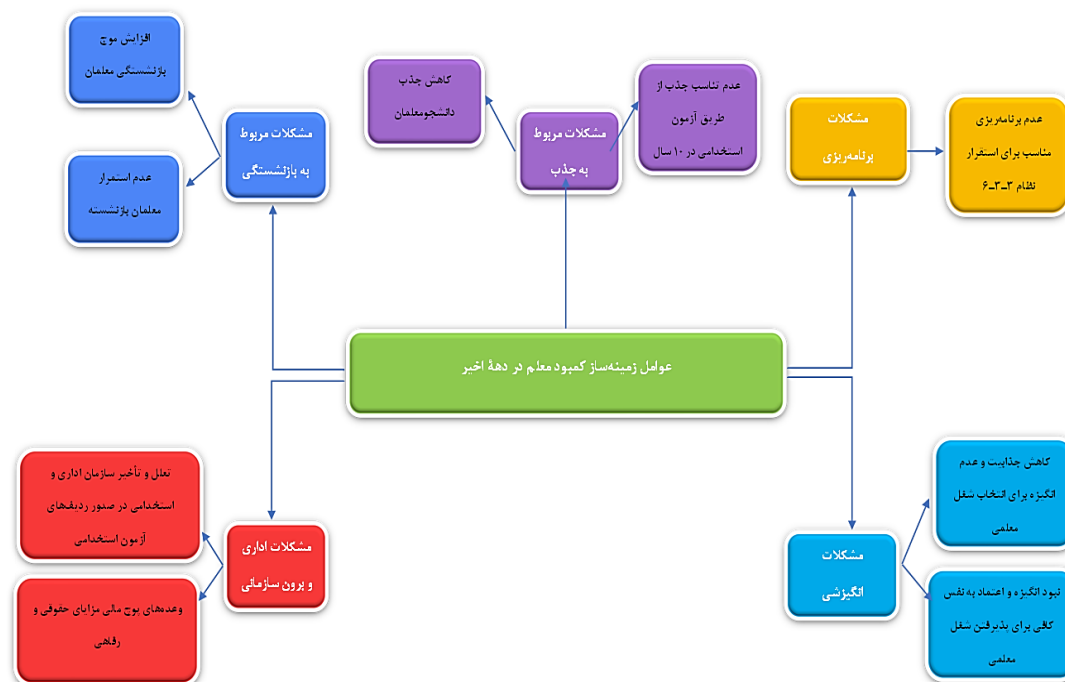 عوامل زمینه‌ساز کمبود معلم در دههٔ اخیر
مشکلات
برنامه‌ریزی
عدم برنامه‌ریزی
مناسب برای استقرار
نظام ۳-۳-۶
مشکلات مربوط
به جذب
عدم تناسب جذب از
طریق آزمون
استخدامی در ۱۰ سال
کاهش جذب
دانشجومعلمان
مشکلات مربوط
به بازنشستگی
افزایش موج
بازنشستگی معلمان
عدم استمرار
معلمان بازنشسته
مشکلات
انگیزشی
کاهش جذابیت و عدم
انگیزه برای انتخاب شغل
معلمی
نبود انگیزه و اعتماد به نفس
کافی برای پذیرفتن شغل
معلمی
مشکلات اداری
و برون سازمانی
تعلل و تأخیر سازمان اداری و
استخدامی در صدور ردیف‌های
آزمون استخدامی
وعده‌های پوچ مالی مزایای حقوقی و
رفاهی